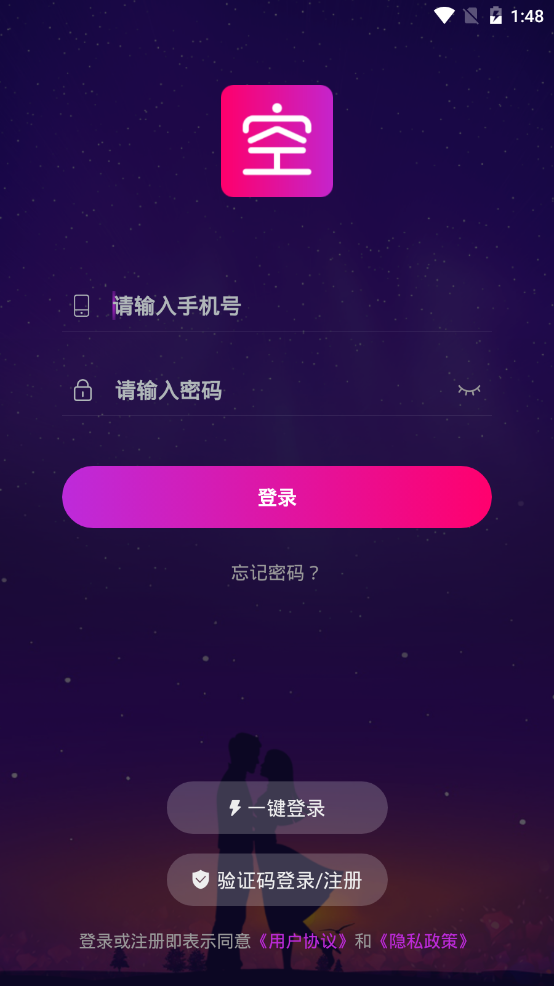 1:48
空
请输入手机号
请输入密码
登录
忘记密码？
一键登录
验证码登录/注册
登录或注册即表示同意《用户协议》和《隐私政策》